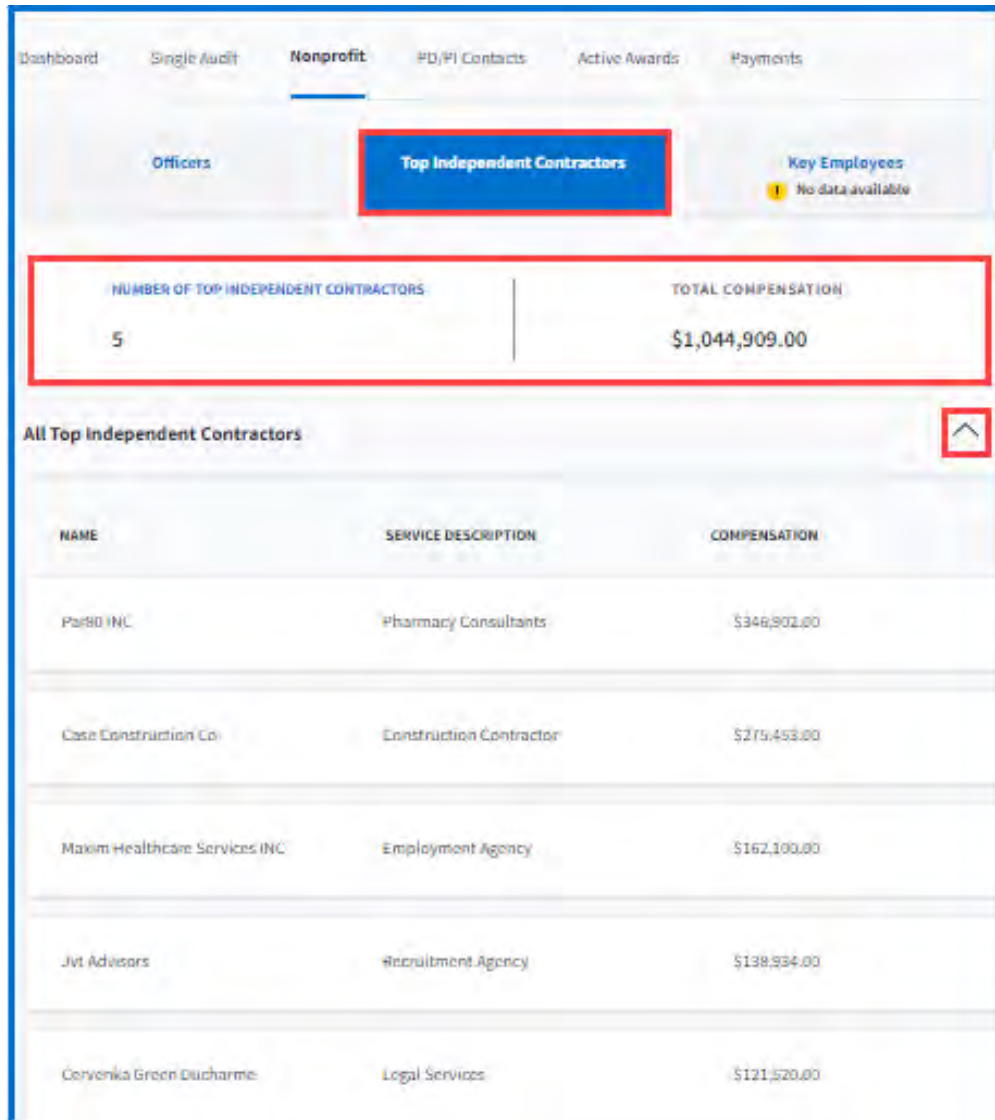 Dashboard Single Audit Nonprofit PD/PI Contacts Active Awards Payments
Officers Top Independent Contractors Key Employees
! No data available
NUMBER OF TOP INDEPENDENT CONTRACTORS TOTAL COMPENSATION
5 $1,044,909.00
All Top Independent Contractors
NAME SERVICE DESCRIPTION COMPENSATION
Par80 INC Pharmacy Consultants $346,902.00
Case Construction Co Construction Contractor $275,453.00
Maxim Healthcare Services INC Employment Agency $162,100.00
Jvt Advisors Recruitment Agency $138,934.00
Cervenka Green Ducharme Legal Services $121,520.00